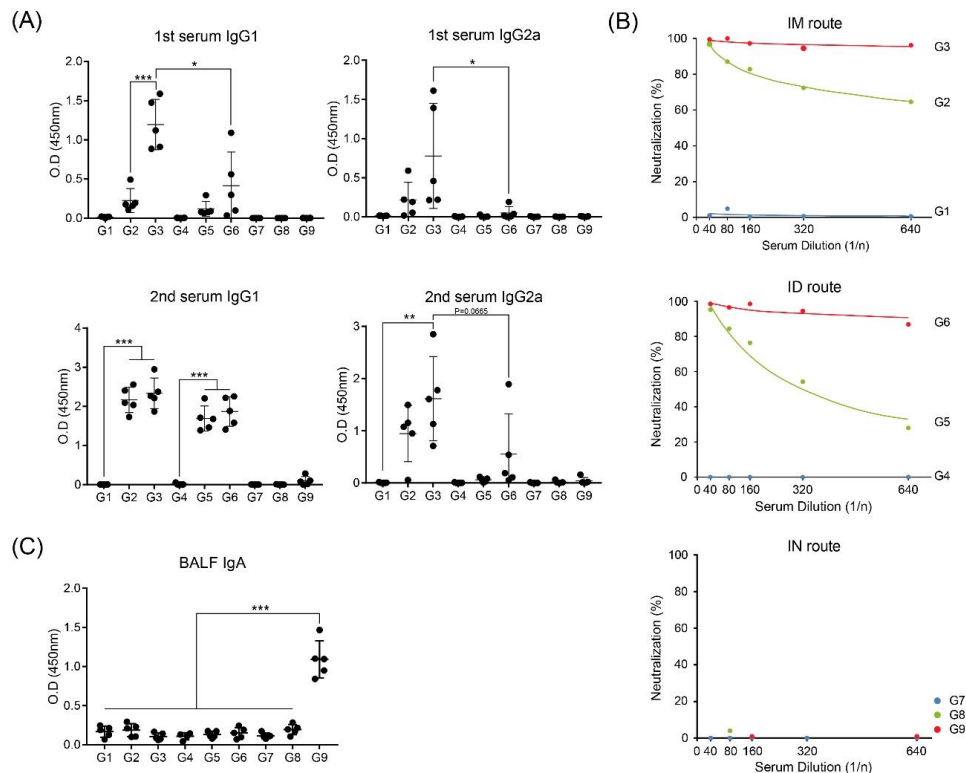 (A)
1st serum IgG1
O.D (450nm)
2.0
1.5
1.0
0.5
0.0
***
*
G1 G2 G3 G4 G5 G6 G7 G8 G9
1st serum IgG2a
O.D (450nm)
2.0
1.5
1.0
0.5
0.0
*
G1 G2 G3 G4 G5 G6 G7 G8 G9
2nd serum IgG1
O.D (450nm)
4
3
2
1
0
***
***
G1 G2 G3 G4 G5 G6 G7 G8 G9
2nd serum IgG2a
O.D (450nm)
3
2
1
0
**
P=0.0665
G1 G2 G3 G4 G5 G6 G7 G8 G9
(B)
IM route
Neutralization (%)
100
80
60
40
20
0
G3
G2
G1
0 40 80 160 320 640
Serum Dilution (1/n)
ID route
Neutralization (%)
100
80
60
40
20
0
G6
G5
G4
0 40 80 160 320 640
Serum Dilution (1/n)
IN route
Neutralization (%)
100
80
60
40
20
0
G7
G8
G9
0 40 80 160 320 640
Serum Dilution (1/n)
(C)
BALF IgA
O.D (450nm)
2.0
1.5
1.0
0.5
0.0
***
G1 G2 G3 G4 G5 G6 G7 G8 G9